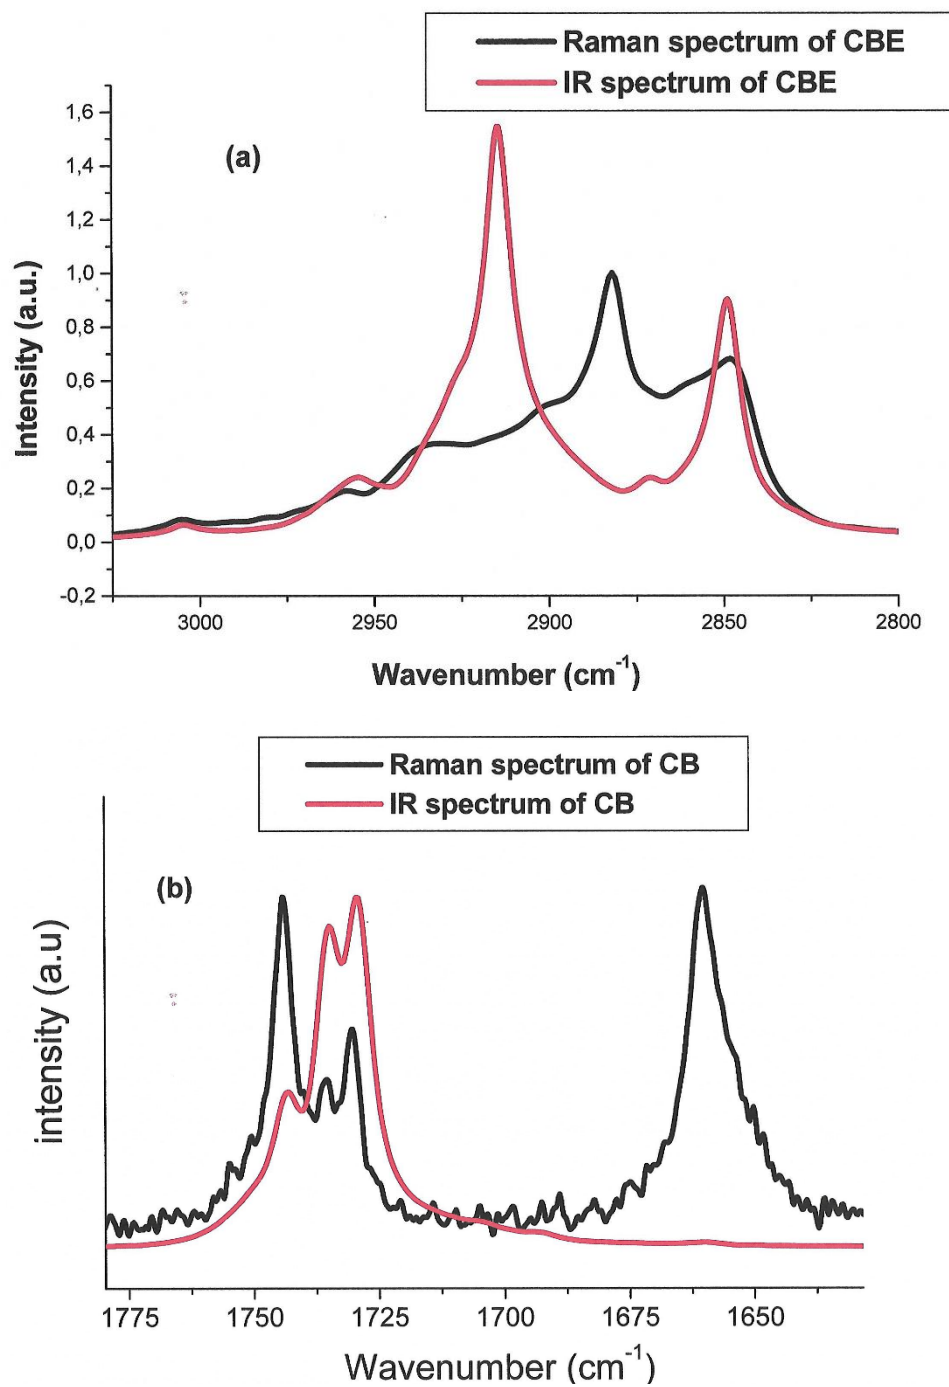 Raman spectrum of CBE
IR spectrum of CBE
(a)
1,6
1,4
1,2
1,0
0,8
0,6
0,4
0,2
0,0
-0,2
Intensity (a.u.)
3000 2950 2900 2850 2800
Wavenumber (cm-1)
Raman spectrum of CB
IR spectrum of CB
(b)
intensity (a.u)
1775 1750 1725 1700 1675 1650
Wavenumber (cm-1)